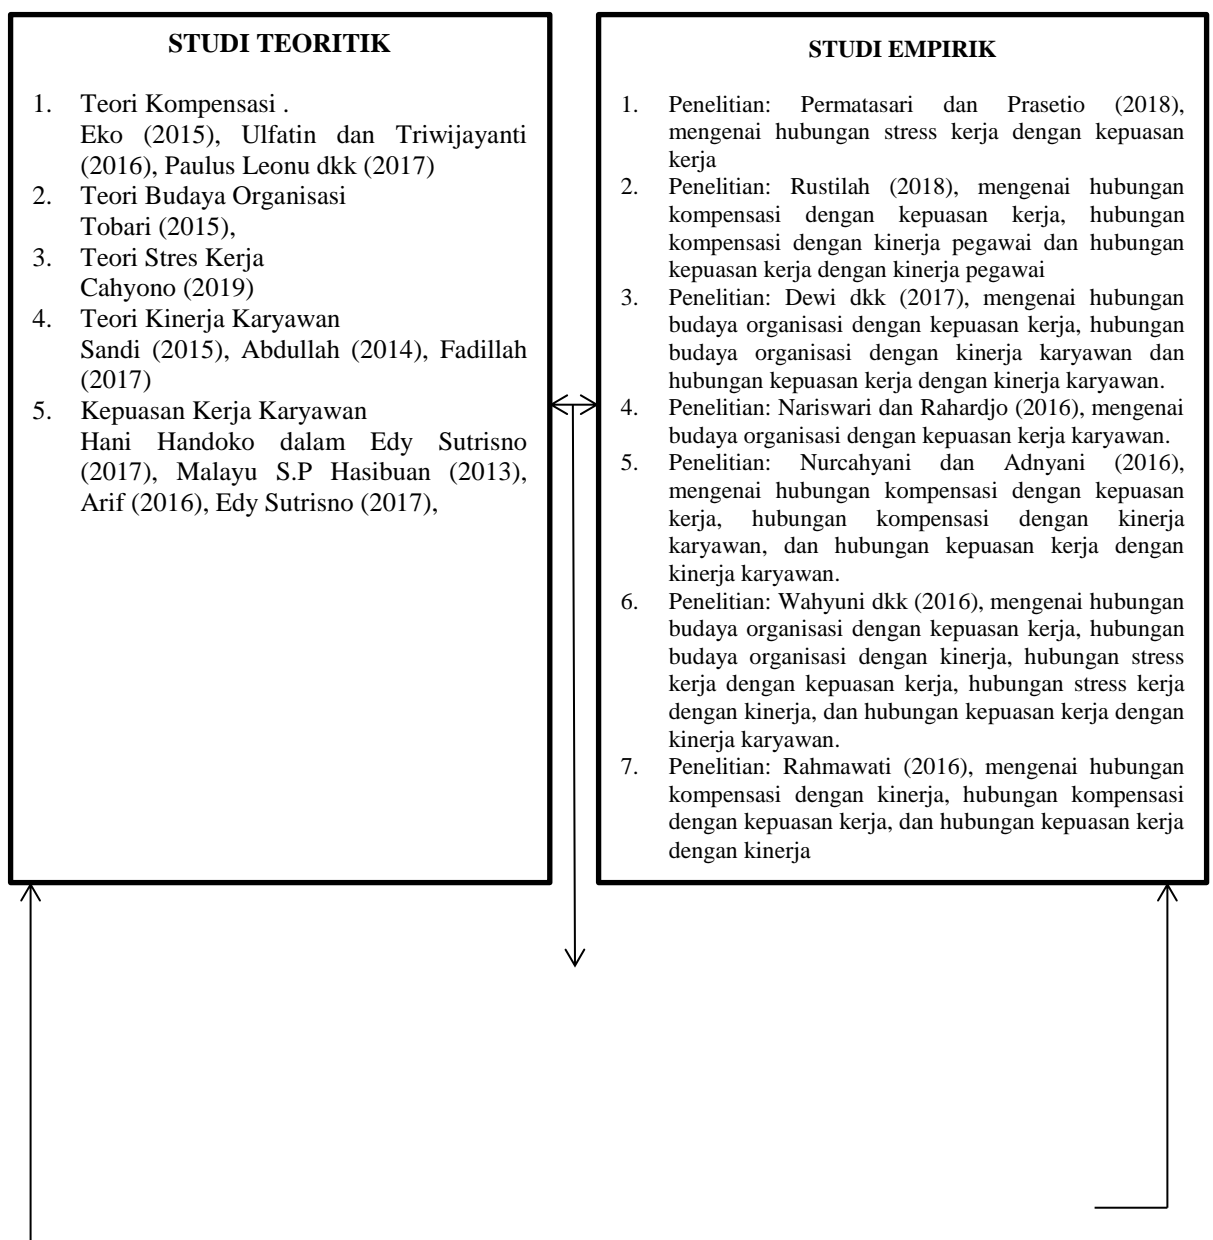 STUDI TEORITIK
1. Teori Kompensasi .
Eko (2015), Ulfatin dan Triwijayanti
(2016), Paulus Leonu dkk (2017)
2. Teori Budaya Organisasi
Tobari (2015),
3. Teori Stres Kerja
Cahyono (2019)
4. Teori Kinerja Karyawan
Sandi (2015), Abdullah (2014), Fadillah
(2017)
5. Kepuasan Kerja Karyawan
Hani Handoko dalam Edy Sutrisno
(2017), Malayu S.P Hasibuan (2013),
Arif (2016), Edy Sutrisno (2017),
STUDI EMPIRIK
1. Penelitian: Permatasari dan Prasetio (2018),
mengenai hubungan stress kerja dengan kepuasan
kerja
2. Penelitian: Rustilah (2018), mengenai hubungan
kompensasi dengan kepuasan kerja, hubungan
kompensasi dengan kinerja pegawai dan hubungan
kepuasan kerja dengan kinerja pegawai
3. Penelitian: Dewi dkk (2017), mengenai hubungan
budaya organisasi dengan kepuasan kerja, hubungan
budaya organisasi dengan kinerja karyawan dan
hubungan kepuasan kerja dengan kinerja karyawan.
4. Penelitian: Nariswari dan Rahardjo (2016), mengenai
budaya organisasi dengan kepuasan kerja karyawan.
5. Penelitian: Nurcahyani dan Adnyani (2016),
mengenai hubungan kompensasi dengan kepuasan
kerja, hubungan kompensasi dengan kinerja
karyawan, dan hubungan kepuasan kerja dengan
kinerja karyawan.
6. Penelitian: Wahyuni dkk (2016), mengenai hubungan
budaya organisasi dengan kepuasan kerja, hubungan
budaya organisasi dengan kinerja, hubungan stress
kerja dengan kepuasan kerja, hubungan stress kerja
dengan kinerja, dan hubungan kepuasan kerja dengan
kinerja karyawan.
7. Penelitian: Rahmawati (2016), mengenai hubungan
kompensasi dengan kinerja, hubungan kompensasi
dengan kepuasan kerja, dan hubungan kepuasan kerja
dengan kinerja